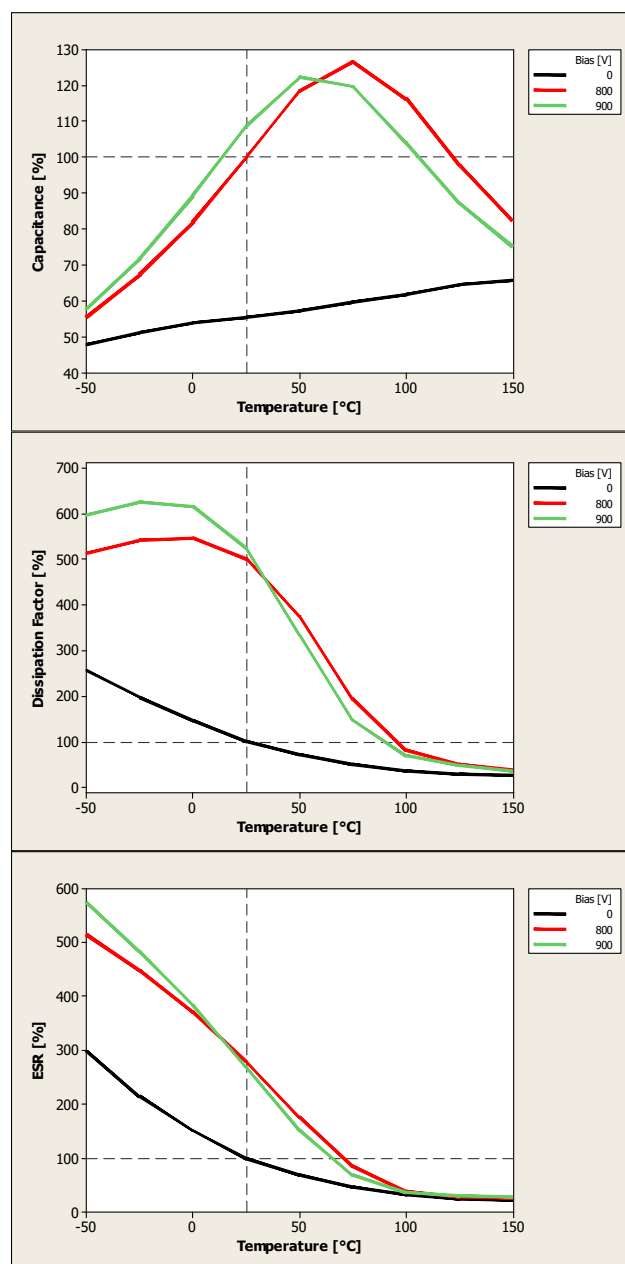 Capacitance [%]
130
120
110
100
90
80
70
60
50
40
-50 0 50 100 150
Temperature [°C]
Bias [V]
0
800
900
Dissipation Factor [%]
700
600
500
400
300
200
100
0
-50 0 50 100 150
Temperature [°C]
Bias [V]
0
800
900
ESR [%]
600
500
400
300
200
100
0
-50 0 50 100 150
Temperature [°C]
Bias [V]
0
800
900